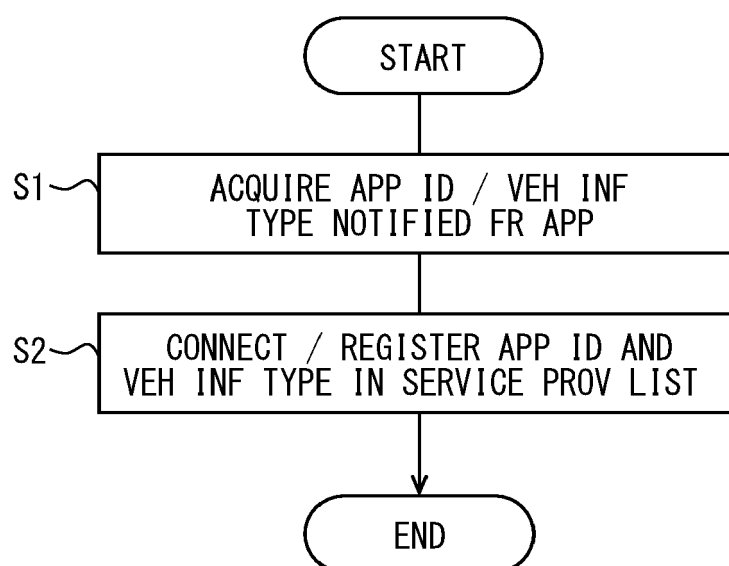 START
S1
ACQUIRE APP ID / VEH INF
TYPE NOTIFIED FR APP
S2
CONNECT / REGISTER APP ID AND
VEH INF TYPE IN SERVICE PROV LIST
END